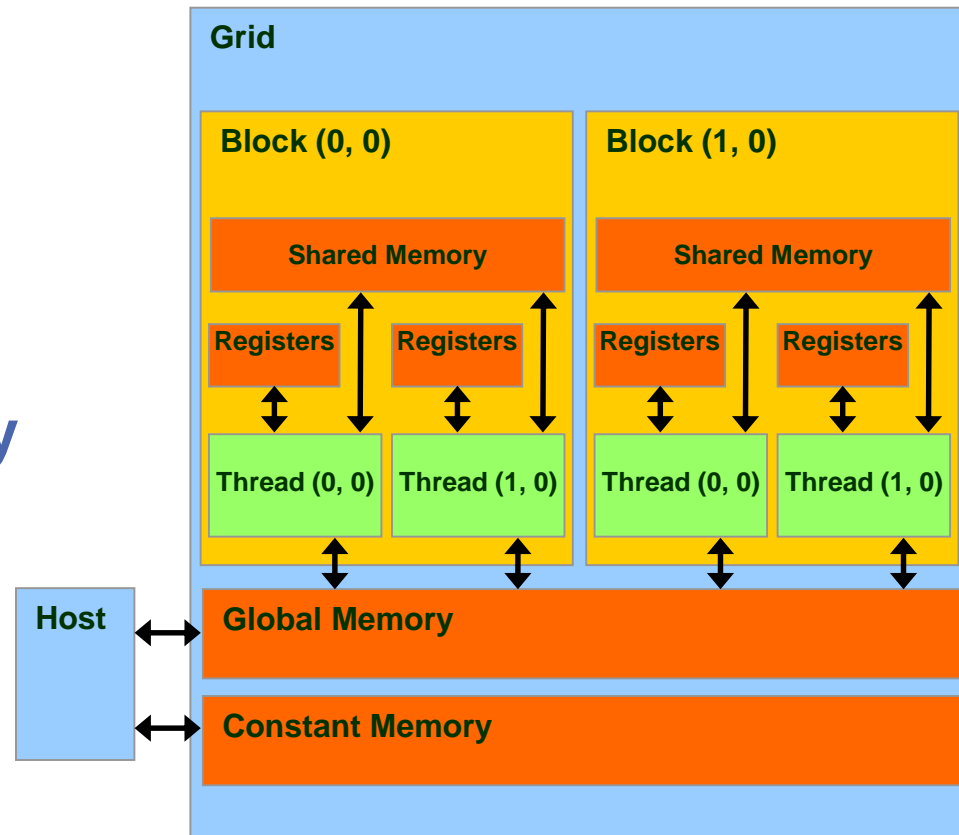 Grid
Block (0, 0)
Block (1, 0)
Shared Memory
Shared Memory
Registers
Registers
Registers
Registers
y
Thread (0, 0)
Thread (1, 0)
Thread (0, 0)
Thread (1, 0)
Host
Global Memory
Constant Memory